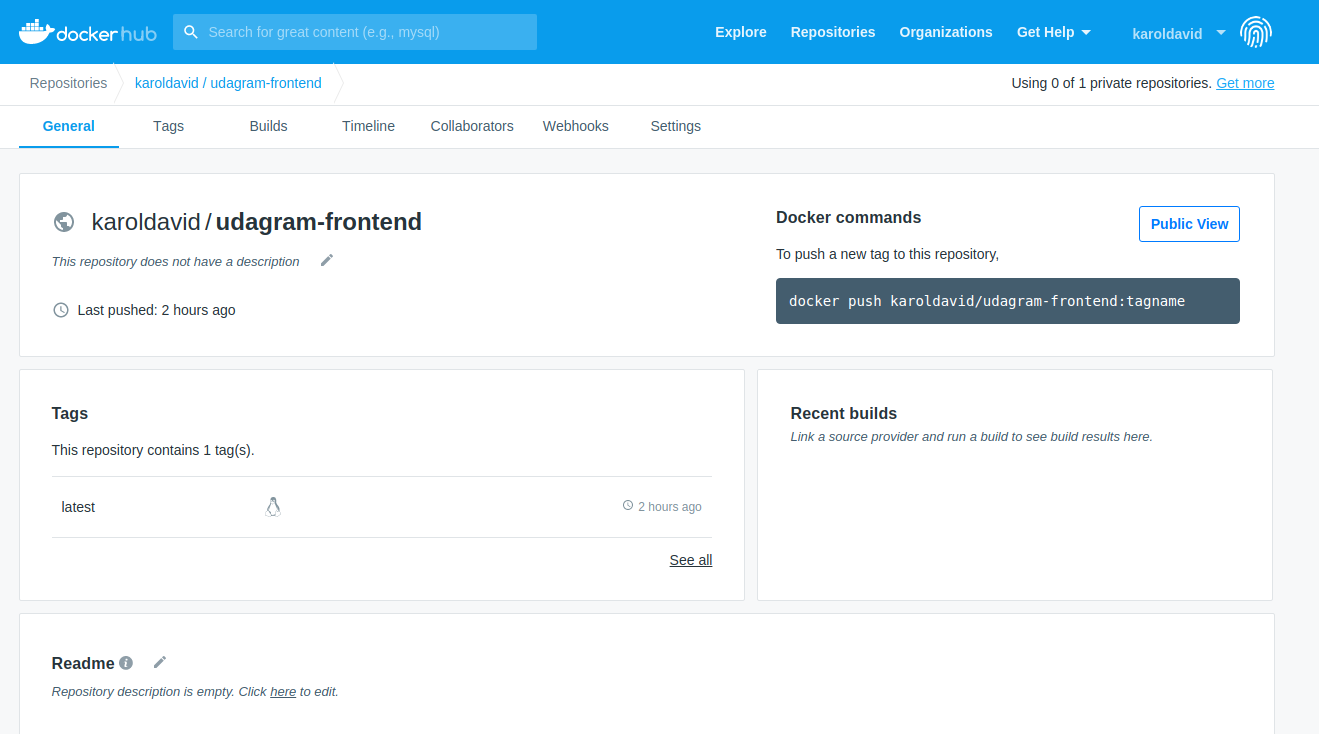 docker hub
Search for great content (e.g., mysql)
Explore Repositories Organizations Get Help karoldavid
Repositories karoldavid / udagram-frontend Using 0 of 1 private repositories. Get more
General Tags Builds Timeline Collaborators Webhooks Settings
karoldavid / udagram-frontend
This repository does not have a description
Last pushed: 2 hours ago
Docker commands
Public View
To push a new tag to this repository,
docker push karoldavid/udagram-frontend:tagname
Tags
This repository contains 1 tag(s).
latest 2 hours ago
See all
Recent builds
Link a source provider and run a build to see build results here.
Readme
Repository description is empty. Click here to edit.